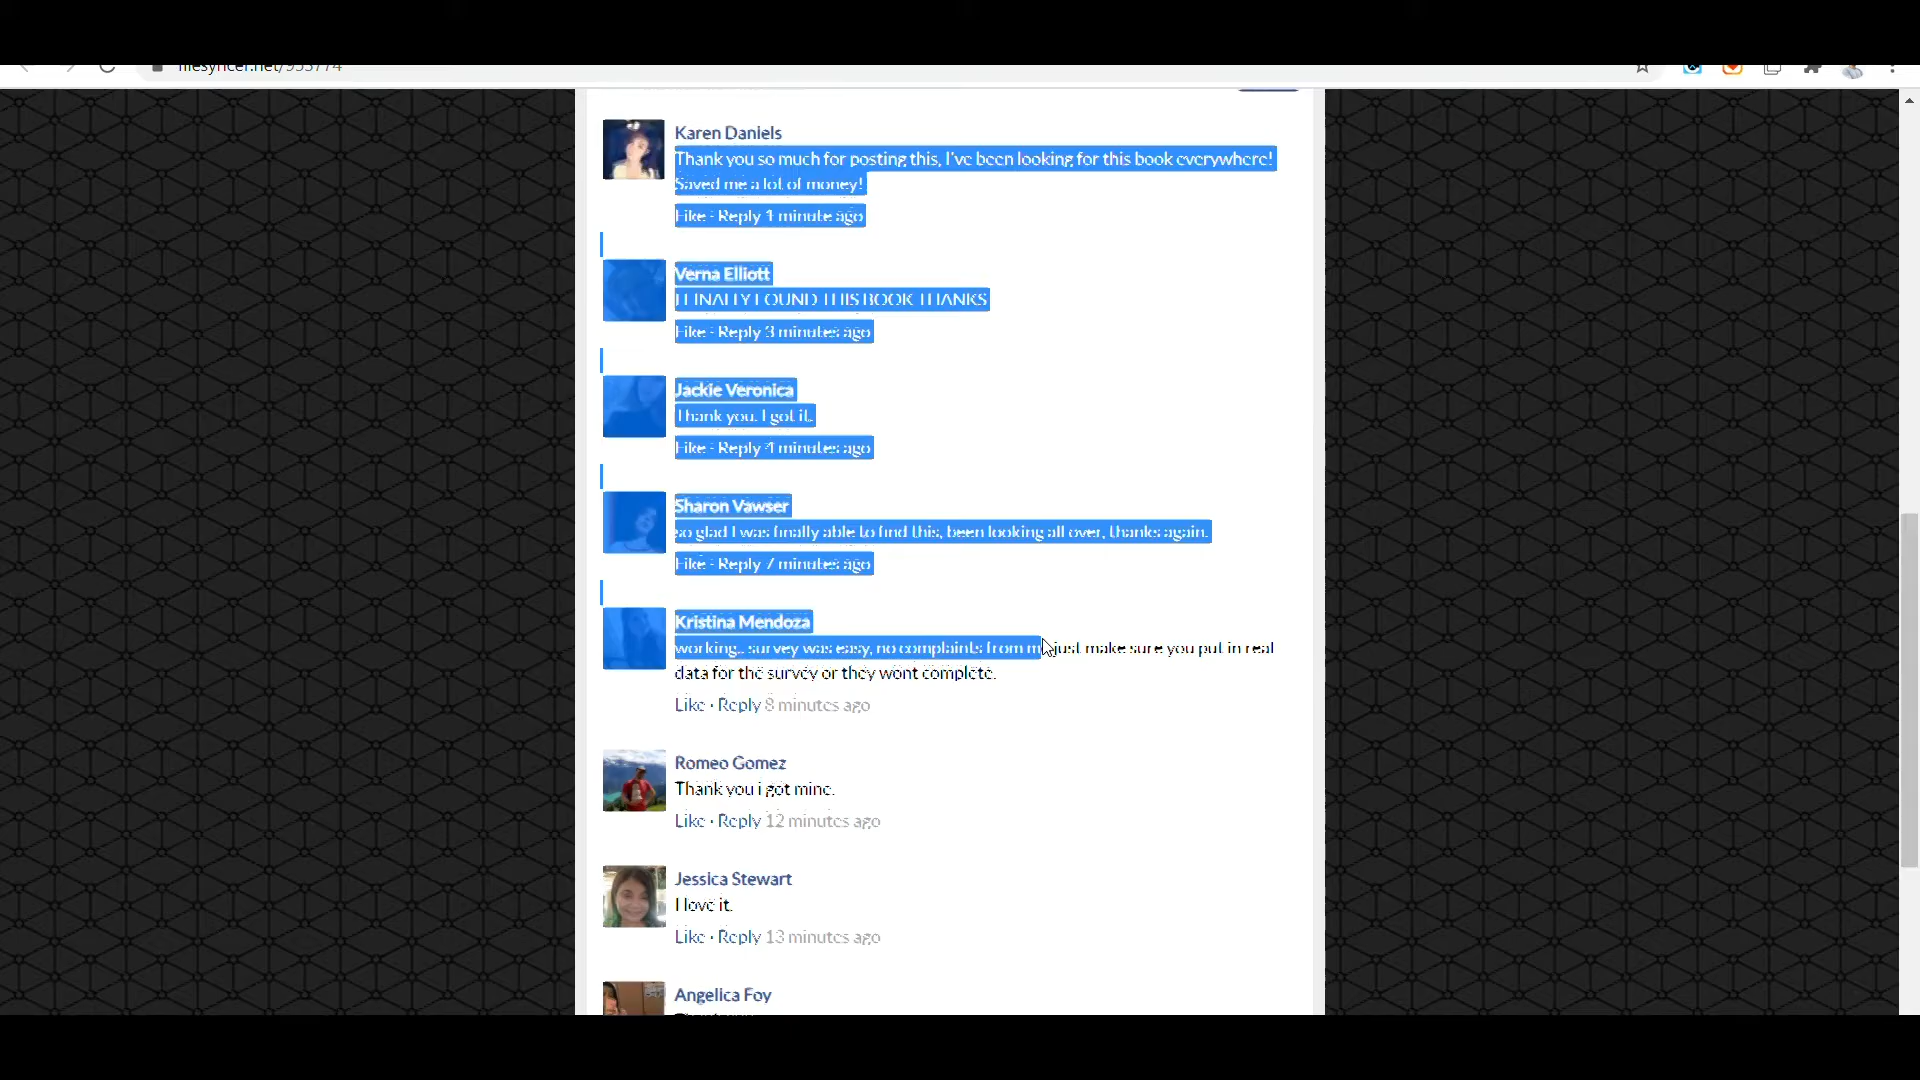 filesyncer.net/953774
Karen Daniels
Thank you so much for posting this, I've been looking for this book everywhere!
Saved me a lot of money!
Like · Reply 1 minute ago
Verna Elliott
I FINALLY FOUND THIS BOOK THANKS
Like · Reply 3 minutes ago
Jackie Veronica
Thank you. I got it..
Like · Reply 4 minutes ago
Sharon Vawser
so glad I was finally able to find this, been looking all over, thanks again.
Like · Reply 7 minutes ago
Kristina Mendoza
working.. survey was easy, no complaints from m just make sure you put in real
data for the survey or they wont complete.
Like · Reply 8 minutes ago
Romeo Gomez
Thank you i got mine.
Like · Reply 12 minutes ago
Jessica Stewart
I love it.
Like · Reply 13 minutes ago
Angelica Foy